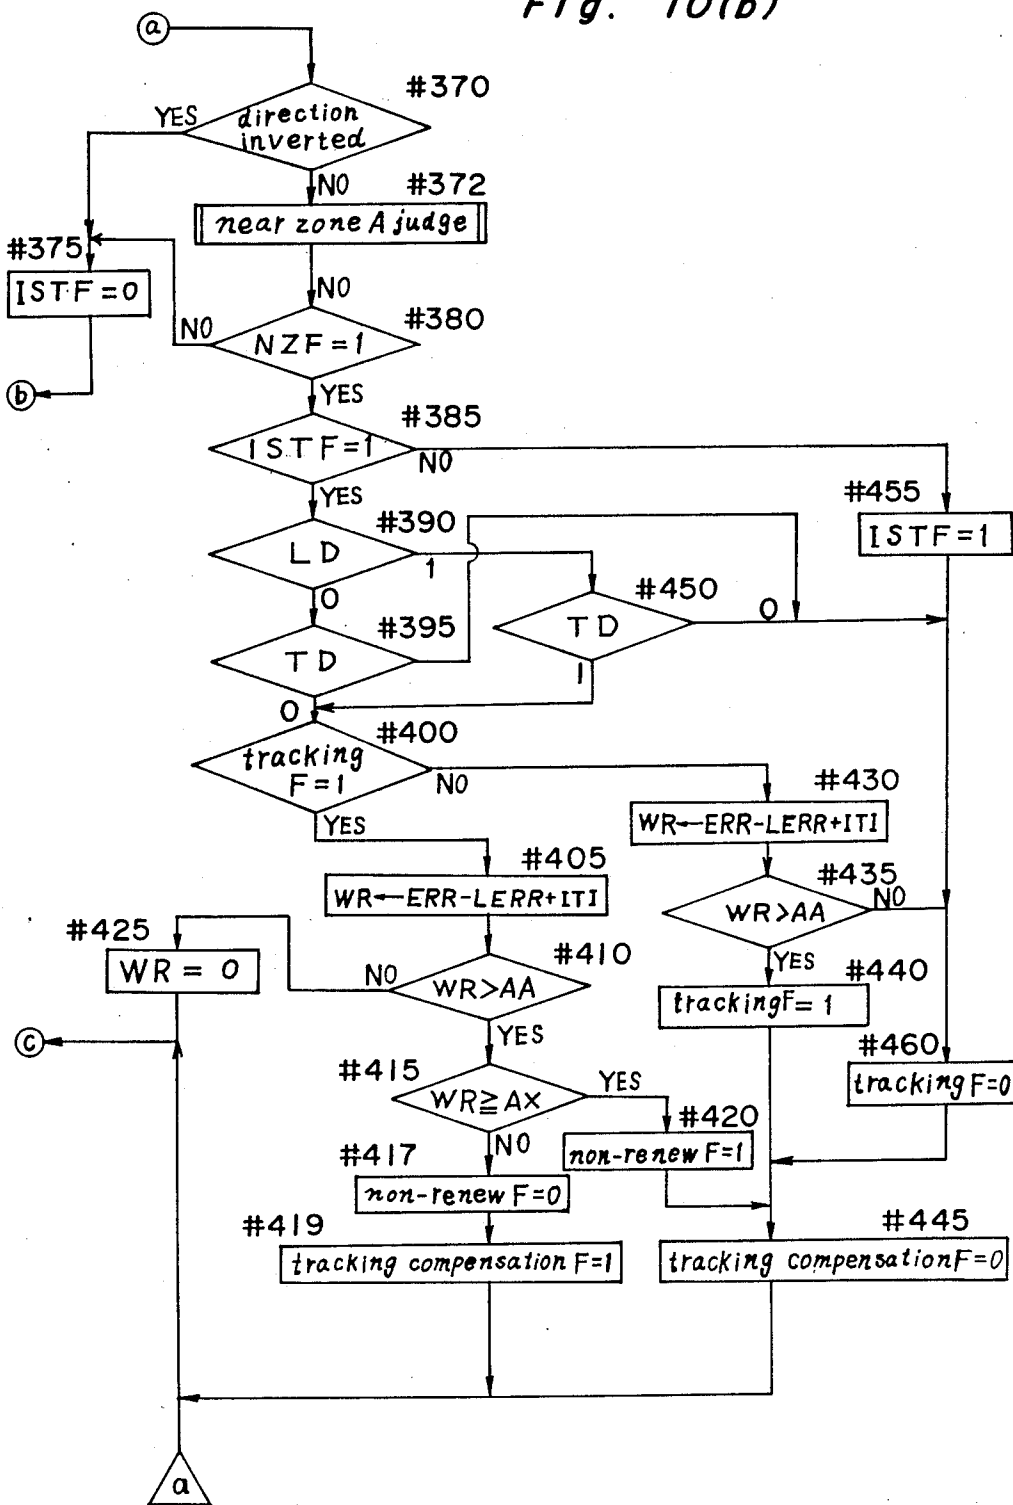 Fig. 10(b)
a
#370
YES
direction
inverted
NO
#372
near zone A judge
#375
ISTF=0
NO
NO
#380
NZF=1
b
YES
#385
ISTF=1
NO
YES
#455
ISTF=1
#390
LD
1
0
#450
TD
0
1
#395
TD
0
#400
tracking
F=1
NO
YES
#430
WR←ERR-LERR+ITI
#405
WR←ERR-LERR+ITI
#435
WR>AA
NO
YES
#425
WR = 0
NO
#410
WR>AA
YES
#440
trackingF= 1
c
#460
tracking F=0
#415
WR≧AX
YES
NO
#420
non-renew F=1
#417
non-renew F=0
#419
tracking compensation F=1
#445
tracking compensationF=0
a